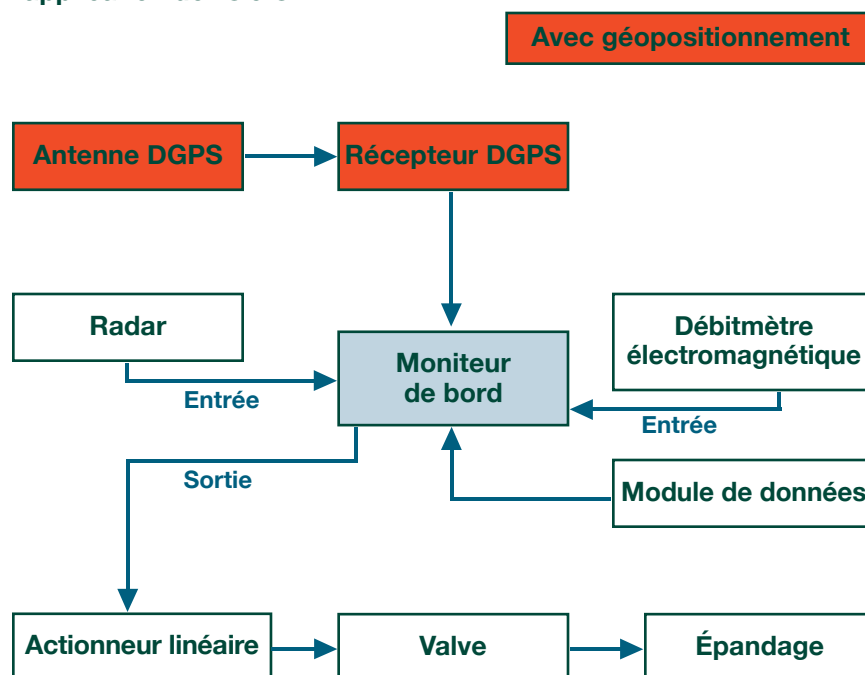 Avec géopositionnement
Antenne DGPS
Récepteur DGPS
Radar
Débitmètre
électromagnétique
Moniteur
de bord
Entrée
Entrée
Sortie
Module de données
Actionneur linéaire
Valve
Épandage